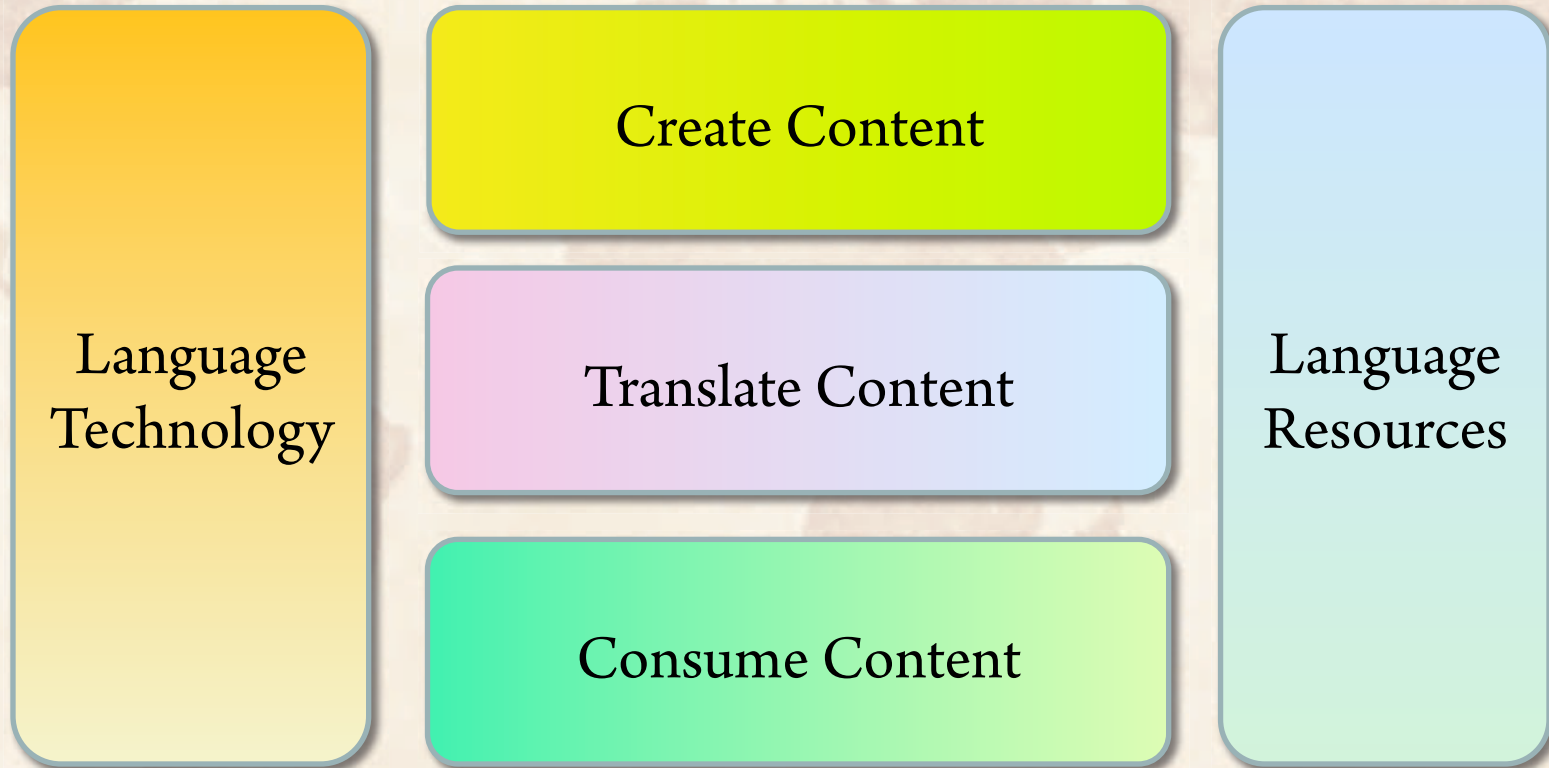 Language
Technology
Create Content
Translate Content
Consume Content
Language
Resources